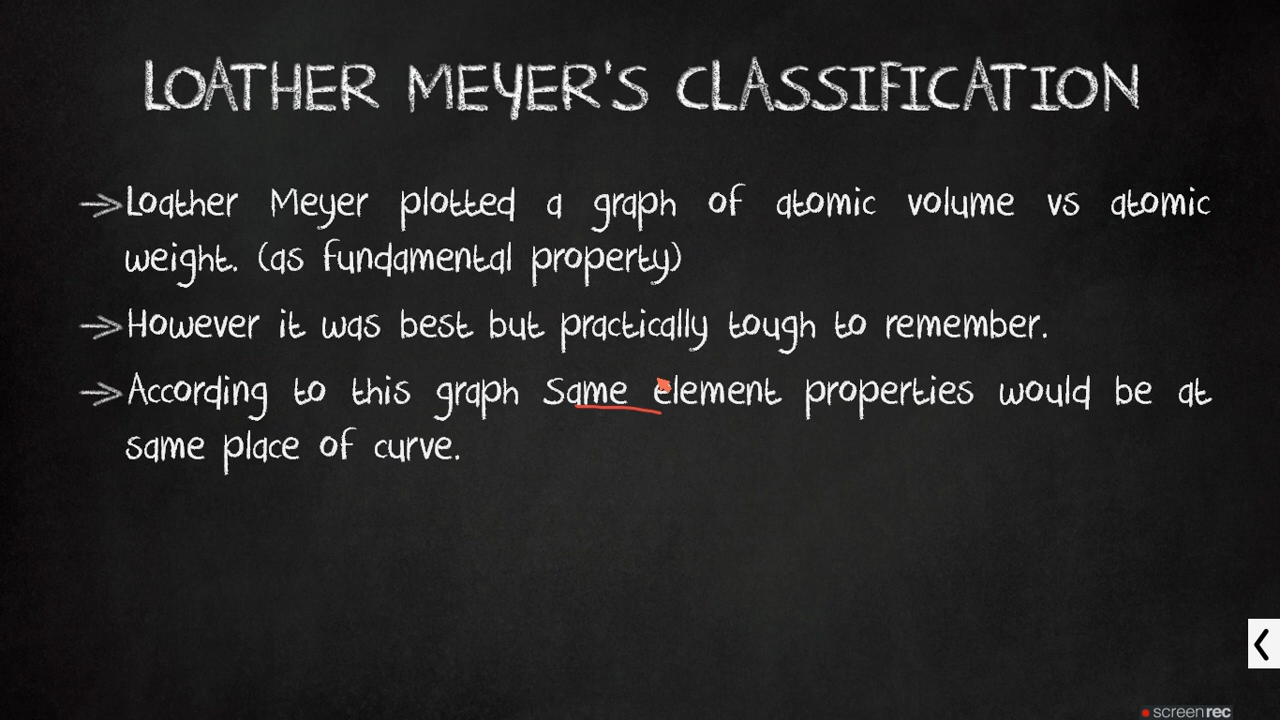 LOATHER MEYER'S CLASSIFICATION
→Loather Meyer plotted a graph of atomic volume vs atomic
weight. (as fundamental property)
→However it was best but practically tough to remember.
→According to this graph Same element properties would be at
same place of curve.
screenrec